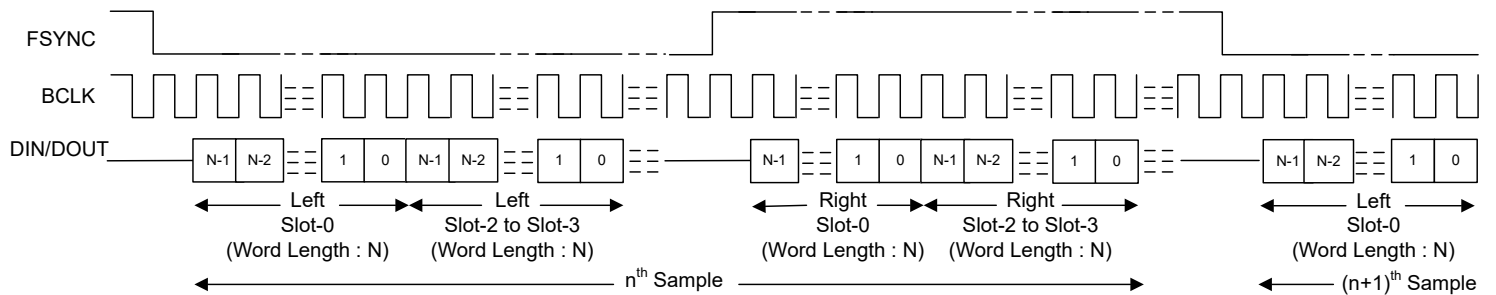 FSYNC
BCLK
DIN/DOUT
N-1 N-2 1 0 N-1 N-2 1 0 N-1 1 0 N-1 N-2 1 0 N-1 N-2 1 0
Left Left Right Right Left
Slot-0 Slot-2 to Slot-3 Slot-0 Slot-2 to Slot-3 Slot-0
(Word Length : N) (Word Length : N) (Word Length : N) (Word Length : N) (Word Length : N)
nth Sample (n+1)th Sample